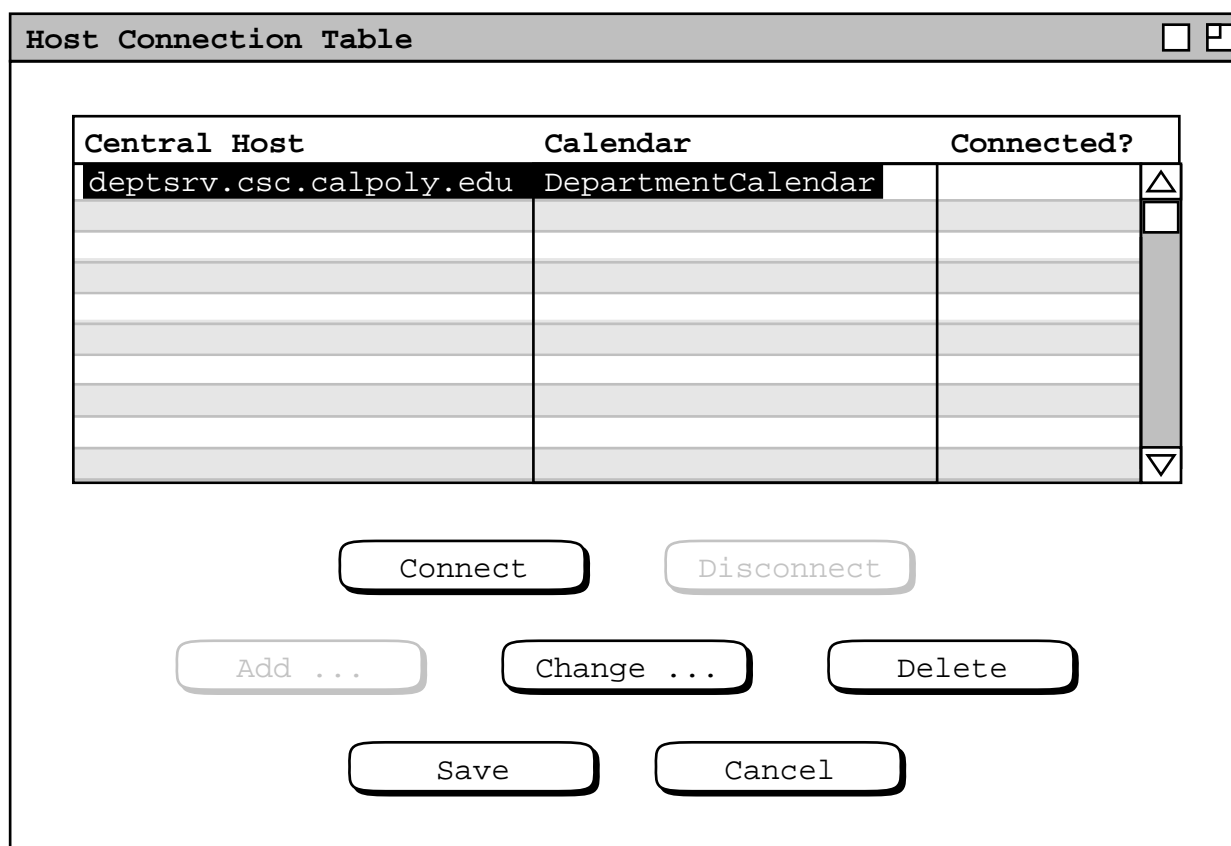 Host Connection Table
Central Host Calendar Connected?
deptsrv.csc.calpoly.edu DepartmentCalendar
Connect Disconnect
Add ... Change ... Delete
Save Cancel